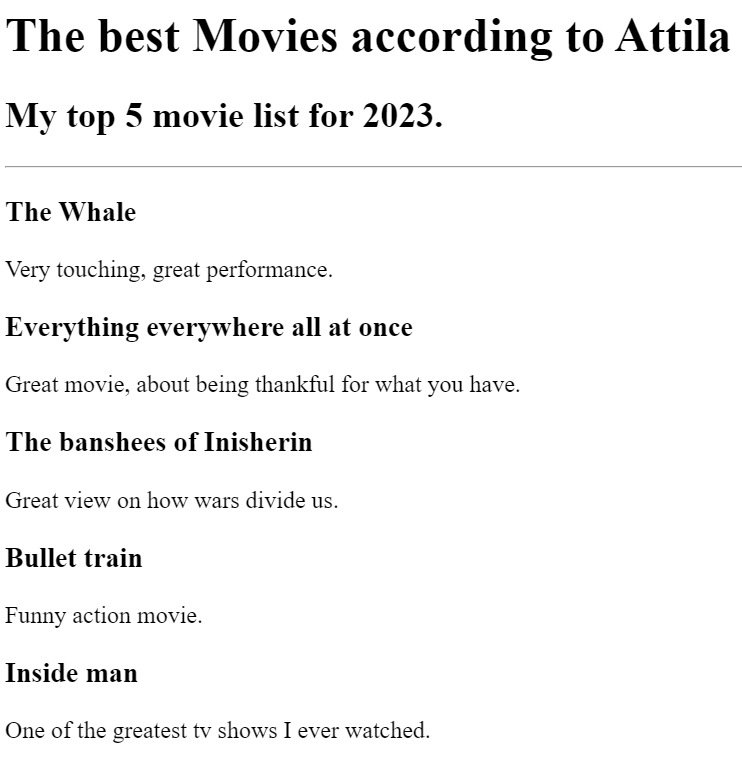 The best Movies according to Attila
My top 5 movie list for 2023.
The Whale
Very touching, great performance.
Everything everywhere all at once
Great movie, about being thankful for what you have.
The banshees of Inisherin
Great view on how wars divide us.
Bullet train
Funny action movie.
Inside man
One of the greatest tv shows I ever watched.